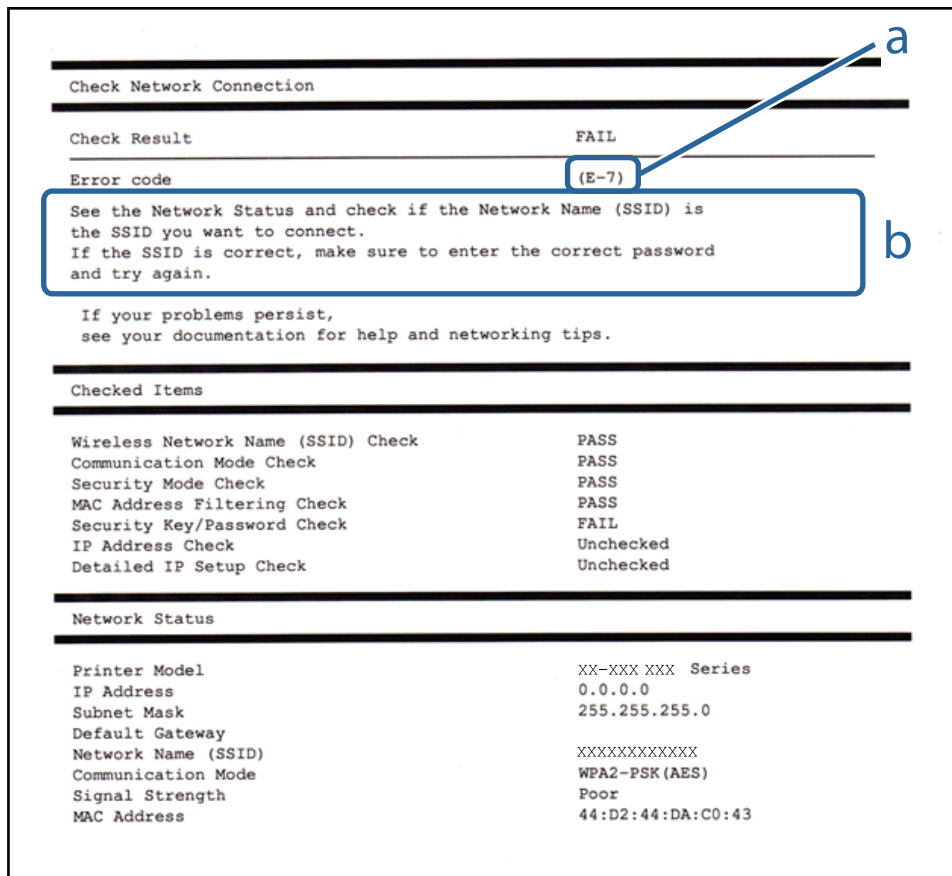 a
Check Network Connection
Check Result FAIL
Error code (E-7)
See the Network Status and check if the Network Name (SSID) is
the SSID you want to connect.
If the SSID is correct, make sure to enter the correct password
and try again.
b
If your problems persist,
see your documentation for help and networking tips.
Checked Items
Wireless Network Name (SSID) Check PASS
Communication Mode Check PASS
Security Mode Check PASS
MAC Address Filtering Check PASS
Security Key/Password Check FAIL
IP Address Check Unchecked
Detailed IP Setup Check Unchecked
Network Status
Printer Model XX-XXX XXX Series
IP Address 0.0.0.0
Subnet Mask 255.255.255.0
Default Gateway
Network Name (SSID) XXXXXXXXXXXX
Communication Mode WPA2-PSK(AES)
Signal Strength Poor
MAC Address 44:D2:44:DA:C0:43